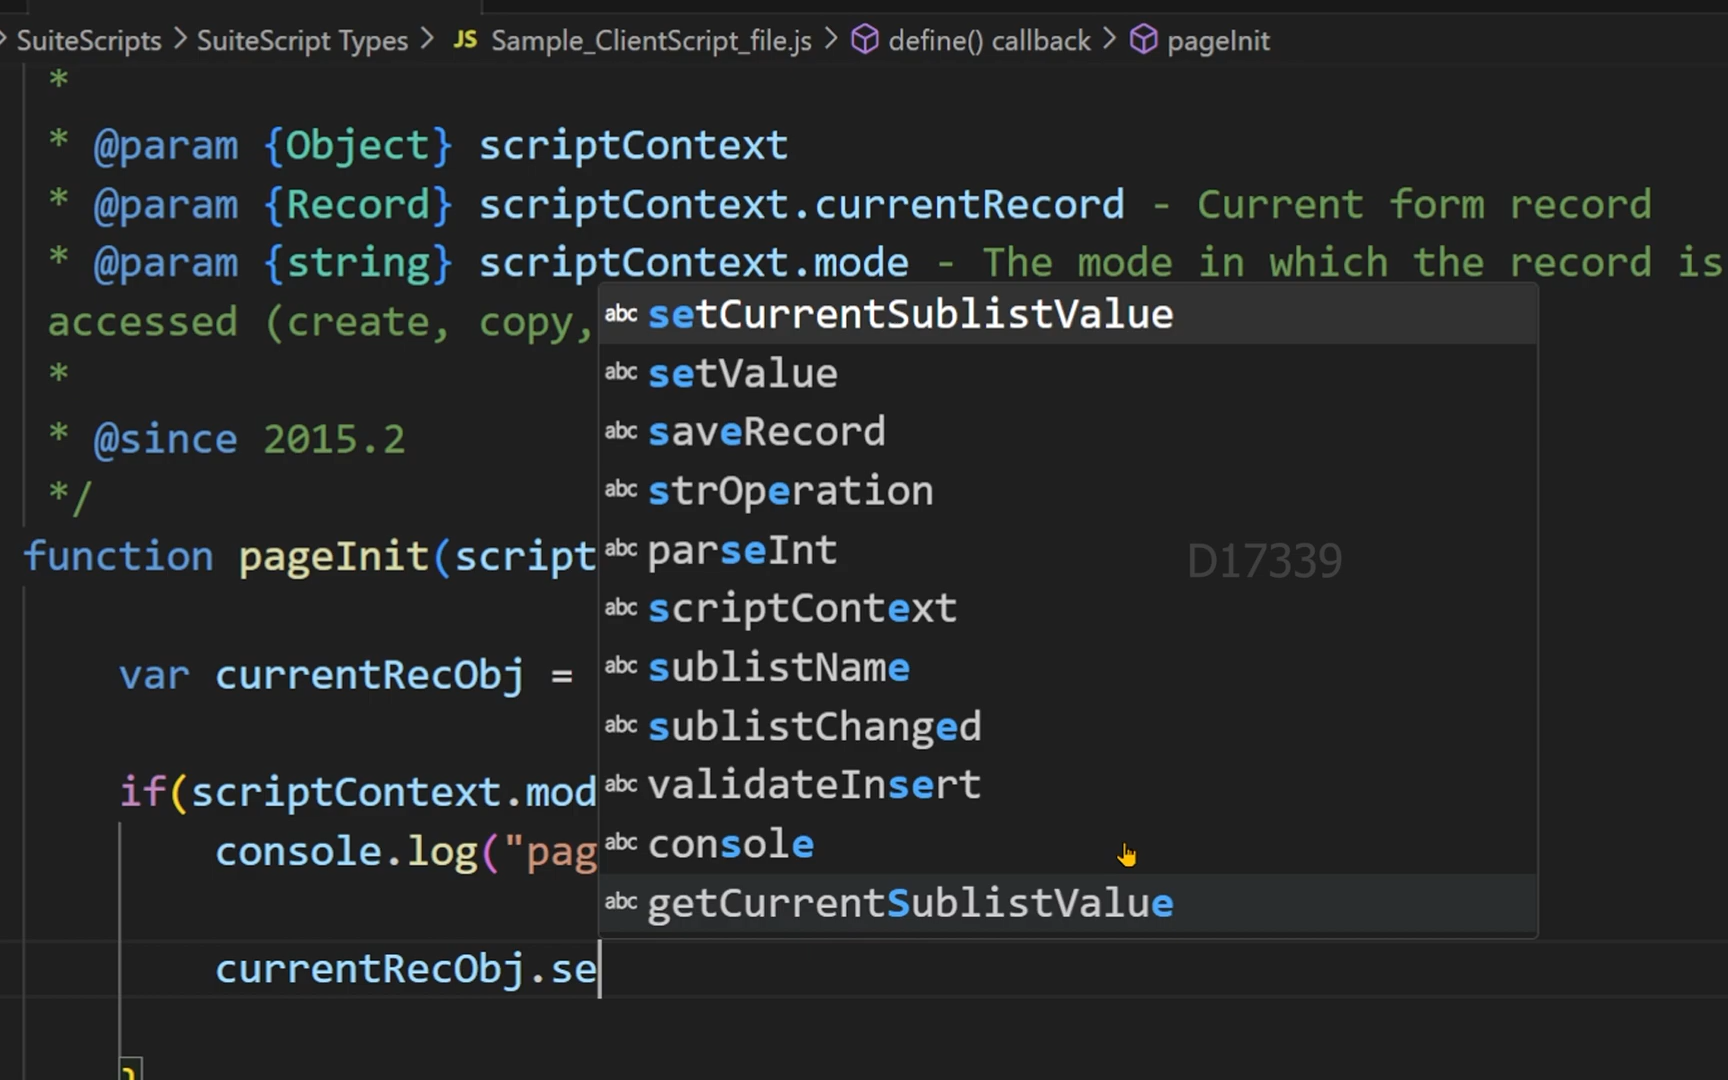 SuiteScripts > SuiteScript Types > JS Sample_ClientScript_file.js > define() callback > pageInit
*
* @param {Object} scriptContext
* @param {Record} scriptContext.currentRecord - Current form record
* @param {string} scriptContext.mode - The mode in which the record is
accessed (create, copy,
*
* @since 2015.2
*/
function pageInit(script
var currentRecObj =
if(scriptContext.mod
console.log("pag
currentRecObj.se
}
abc setCurrentSublistValue
abc setValue
abc saveRecord
abc strOperation
abc parseInt
abc scriptContext
abc sublistName
abc sublistChanged
abc validateInsert
abc console
abc getCurrentSublistValue
D17339